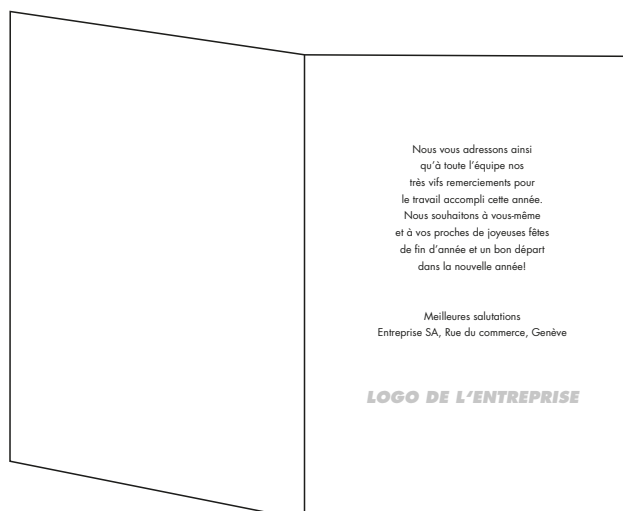 Nous vous adressons ainsi
qu’à toute l’équipe nos
très vifs remerciements pour
le travail accompli cette année.
Nous souhaitons à vous-même
et à vos proches de joyeuses fêtes
de fin d’année et un bon départ
dans la nouvelle année!
Meilleures salutations
Entreprise SA, Rue du commerce, Genève
LOGO DE L’ENTREPRISE